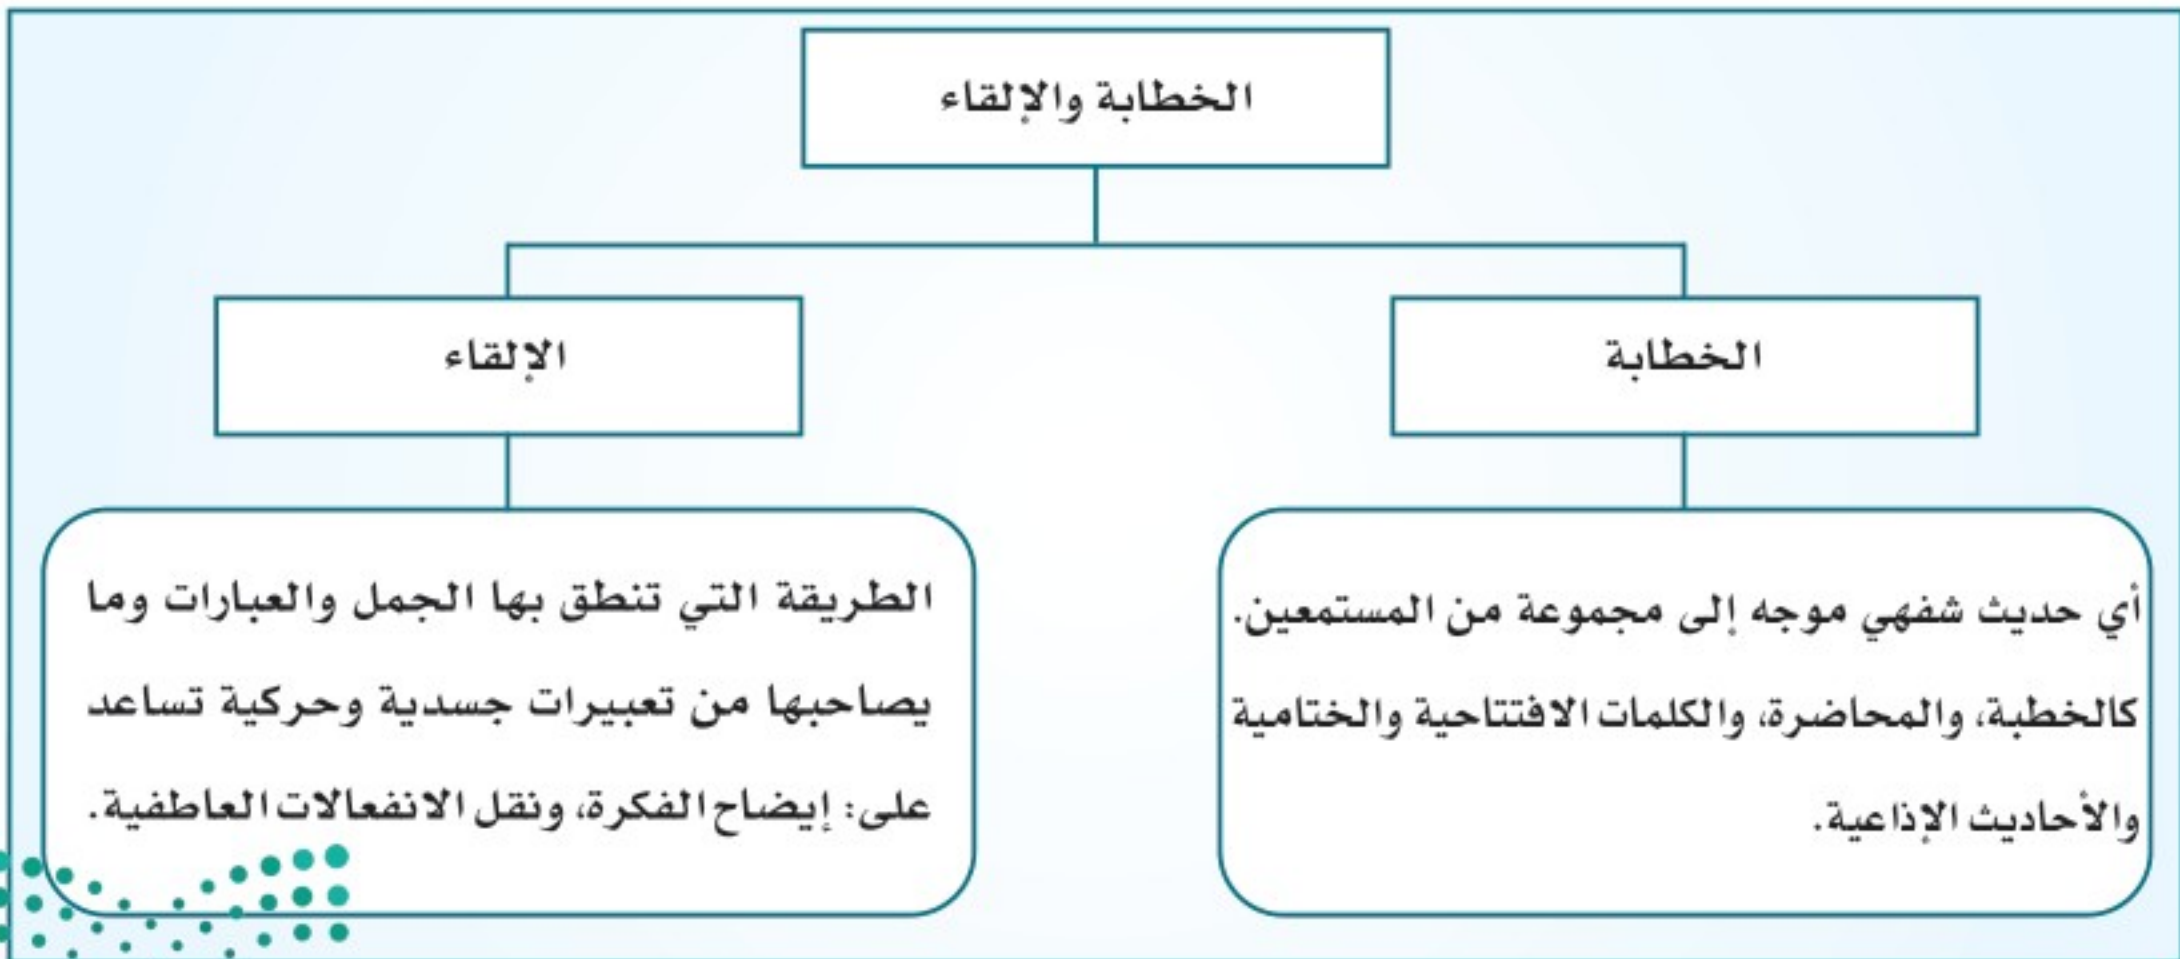 الخطابة والإلقاء
الخطابة
أي حديث شفهي موجه إلى مجموعة من المستمعين.
كالخطبة، والمحاضرة، والكلمات الافتتاحية والختامية
والأحاديث الإذاعية.
الإلقاء
الطريقة التي تنطق بها الجمل والعبارات وما
يصاحبها من تعبيرات جسدية وحركية تساعد
على: إيضاح الفكرة، ونقل الانفعالات العاطفية.